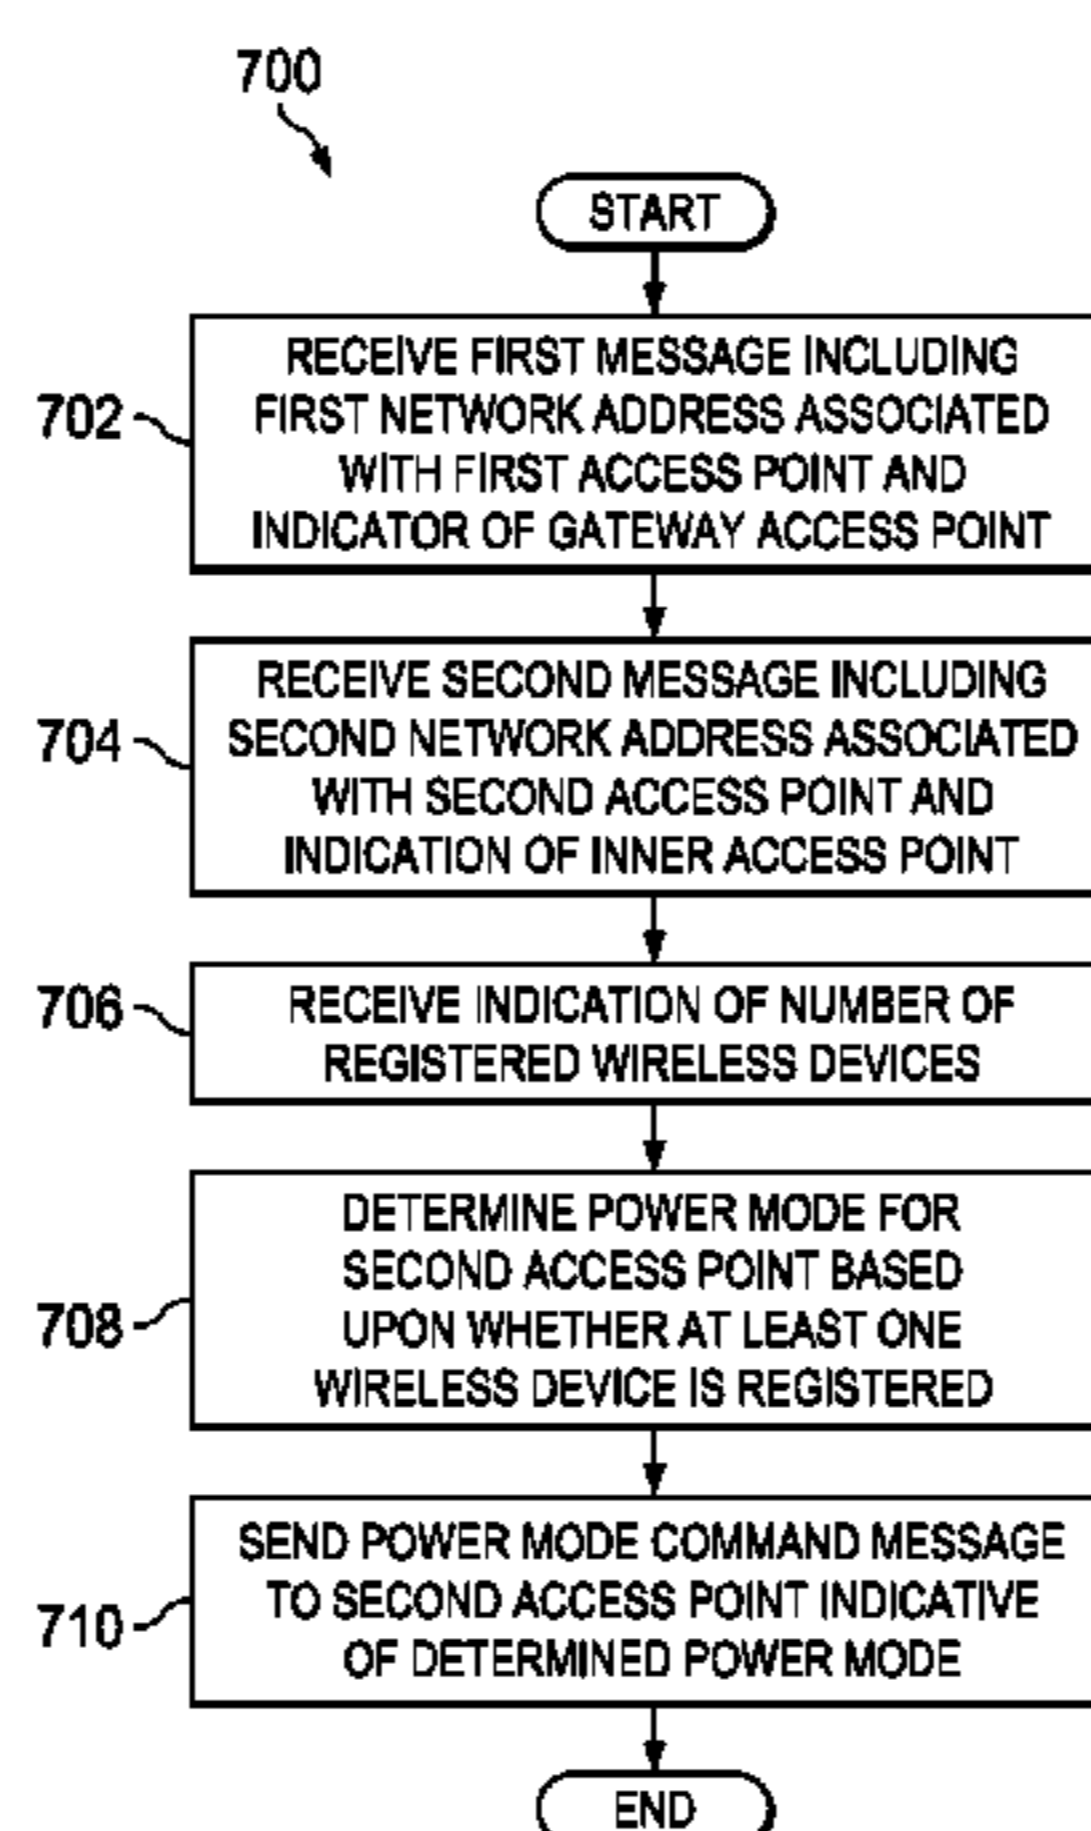 700
START
702
RECEIVE FIRST MESSAGE INCLUDING
FIRST NETWORK ADDRESS ASSOCIATED
WITH FIRST ACCESS POINT AND
INDICATOR OF GATEWAY ACCESS POINT
704
RECEIVE SECOND MESSAGE INCLUDING
SECOND NETWORK ADDRESS ASSOCIATED
WITH SECOND ACCESS POINT AND
INDICATION OF INNER ACCESS POINT
706
RECEIVE INDICATION OF NUMBER OF
REGISTERED WIRELESS DEVICES
708
DETERMINE POWER MODE FOR
SECOND ACCESS POINT BASED
UPON WHETHER AT LEAST ONE
WIRELESS DEVICE IS REGISTERED
710
SEND POWER MODE COMMAND MESSAGE
TO SECOND ACCESS POINT INDICATIVE
OF DETERMINED POWER MODE
END